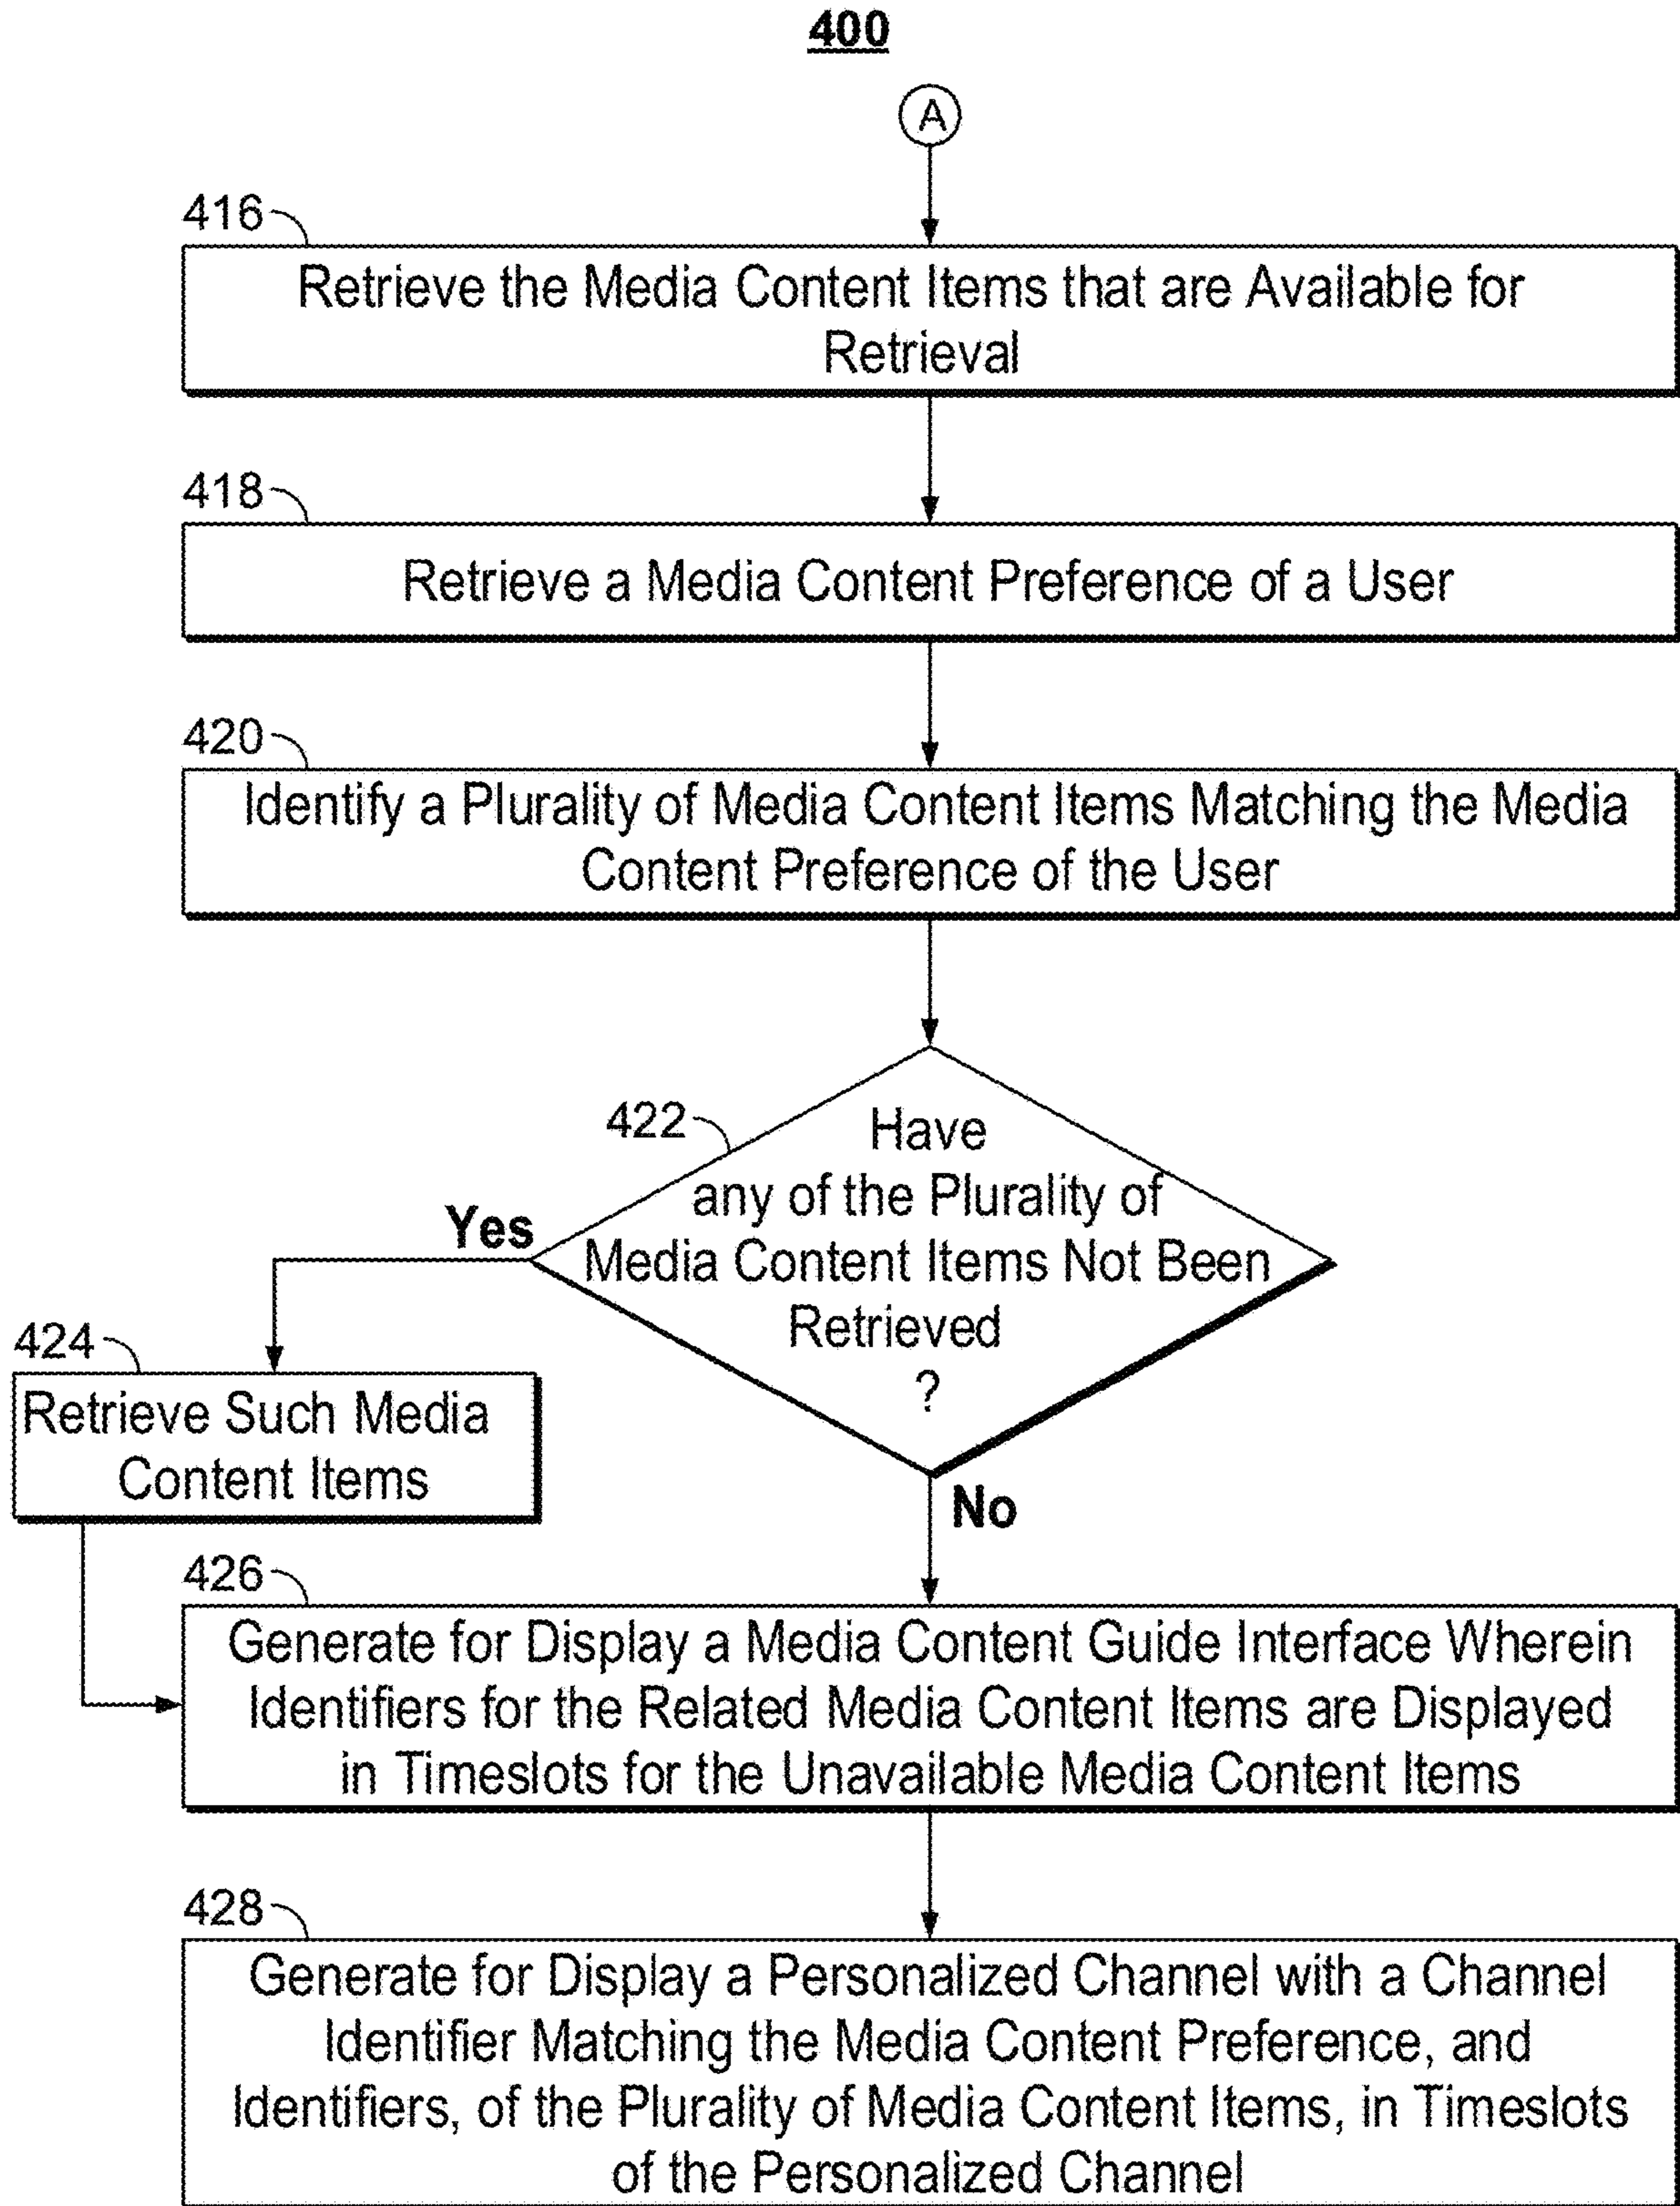 400
A
416
Retrieve the Media Content Items that are Available for
Retrieval
418
Retrieve a Media Content Preference of a User
420
Identify a Plurality of Media Content Items Matching the Media
Content Preference of the User
422
Have
any of the Plurality of
Media Content Items Not Been
Retrieved
?
Yes
424
Retrieve Such Media
Content Items
No
426
Generate for Display a Media Content Guide Interface Wherein
Identifiers for the Related Media Content Items are Displayed
in Timeslots for the Unavailable Media Content Items
428
Generate for Display a Personalized Channel with a Channel
Identifier Matching the Media Content Preference, and
Identifiers, of the Plurality of Media Content Items, in Timeslots
of the Personalized Channel